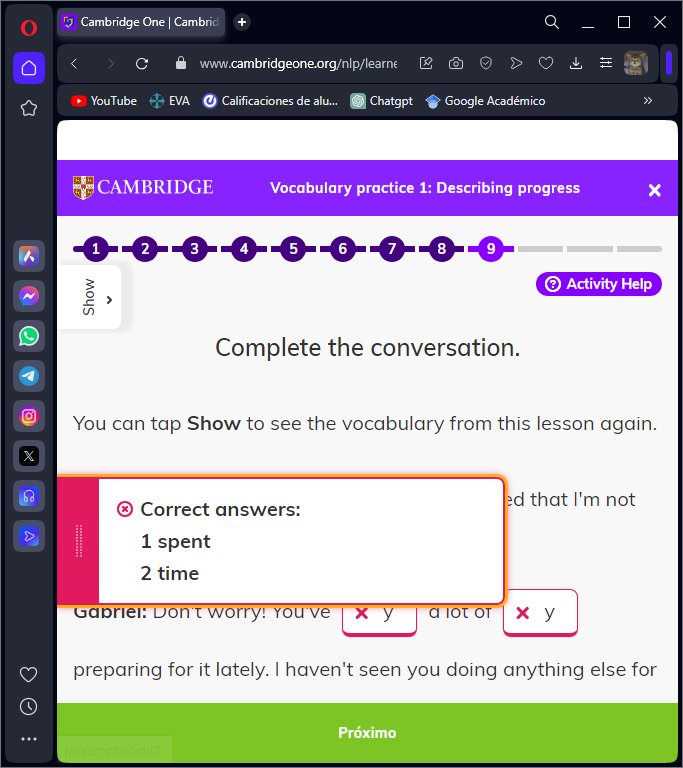 Cambridge One | Cambrid
www.cambridgeone.org/nlp/learne
YouTube
EVA
Calificaciones de alu...
Chatgpt
Google Académico
CAMBRIDGE
Vocabulary practice 1: Describing progress
1 2 3 4 5 6 7 8 9
Activity Help
Show
Complete the conversation.
You can tap Show to see the vocabulary from this lesson again.
ed that I'm not
Correct answers:
1 spent
2 time
Gabriel: Don't worry! You've y a lot of y
preparing for it lately. I haven't seen you doing anything else for
Próximo
javascript:void(0)